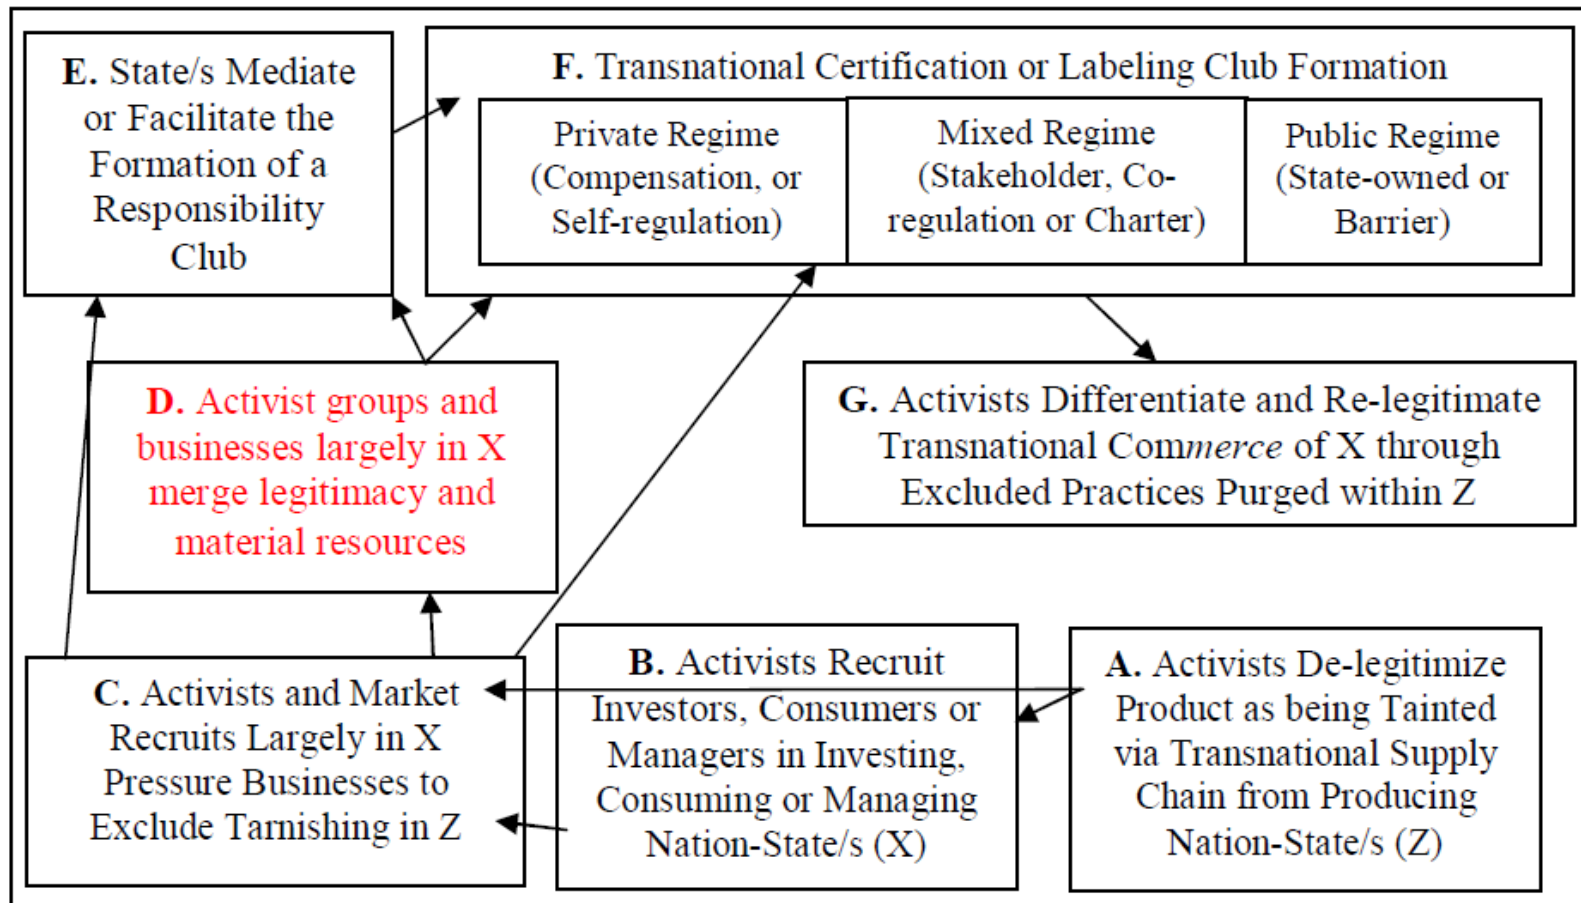 E. State/s Mediate
or Facilitate the
Formation of a
Responsibility
Club
F. Transnational Certification or Labeling Club Formation
Private Regime
(Compensation, or
Self-regulation)
Mixed Regime
(Stakeholder, Co-
regulation or Charter)
Public Regime
(State-owned or
Barrier)
D. Activist groups and
businesses largely in X
merge legitimacy and
material resources
G. Activists Differentiate and Re-legitimate
Transnational Commerce of X through
Excluded Practices Purged within Z
C. Activists and Market
Recruits Largely in X
Pressure Businesses to
Exclude Tarnishing in Z
B. Activists Recruit
Investors, Consumers or
Managers in Investing,
Consuming or Managing
Nation-State/s (X)
A. Activists De-legitimize
Product as being Tainted
via Transnational Supply
Chain from Producing
Nation-State/s (Z)